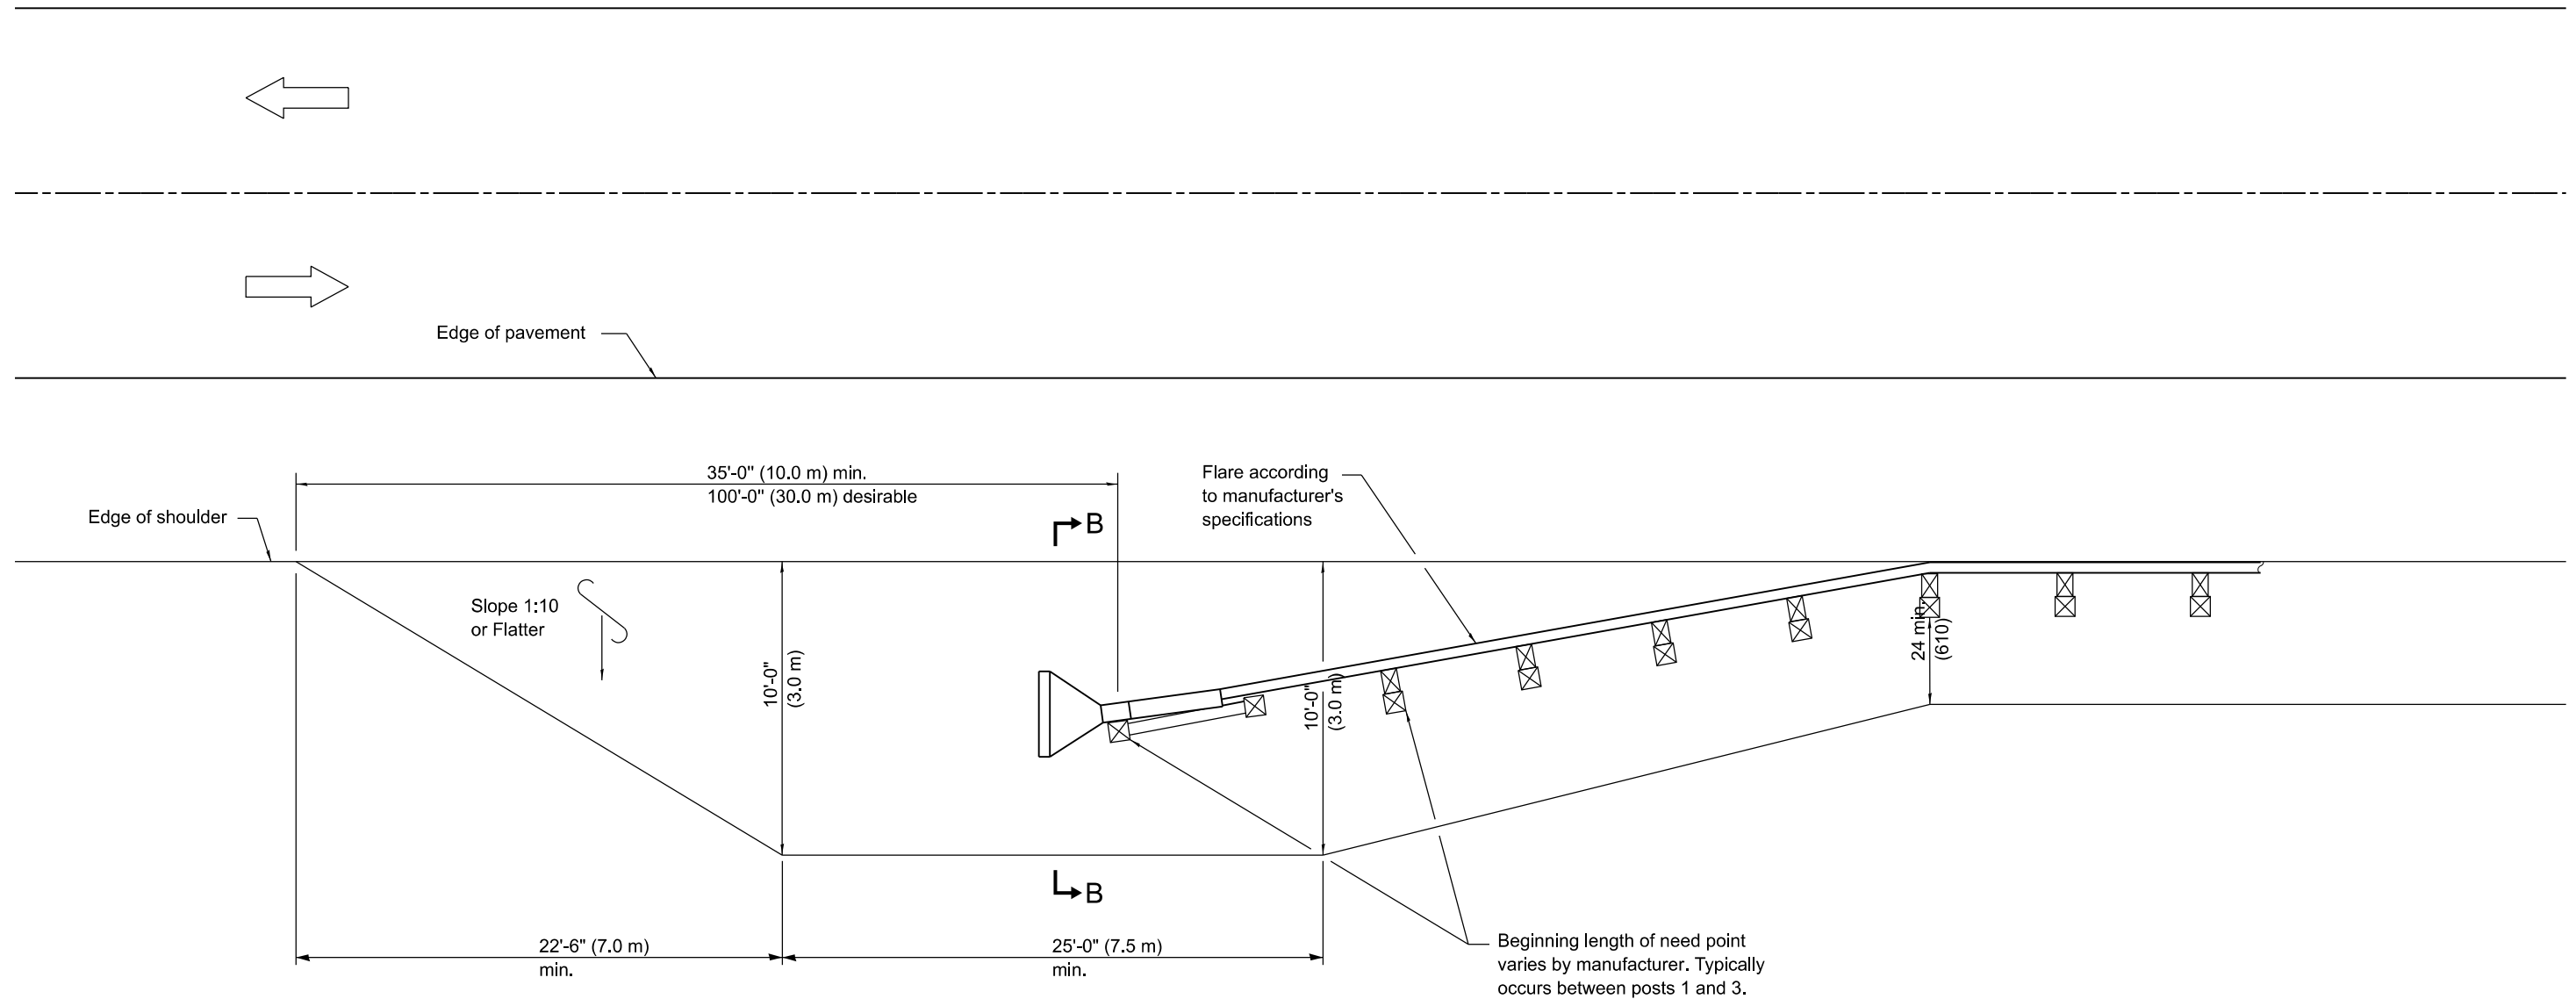 Edge of pavement
35'-0" (10.0 m) min.
100'-0" (30.0 m) desirable
Flare according
to manufacturer's
specifications
Edge of shoulder
B
Slope 1:10
or Flatter
10'-0"
(3.0 m)
10'-0"
(3.0 m)
24 min.
(610)
B
22'-6" (7.0 m)
min.
25'-0" (7.5 m)
min.
Beginning length of need point
varies by manufacturer. Typically
occurs between posts 1 and 3.